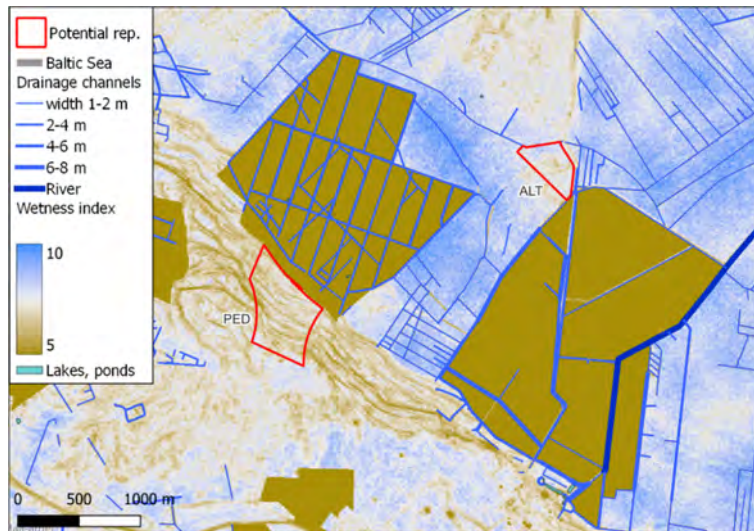 Potential rep.
Baltic Sea
Drainage channels
width 1-2 m
2-4 m
4-6 m
6-8 m
River
Wetness index
10
5
Lakes, ponds
0 500 1000 m
ALT
PED